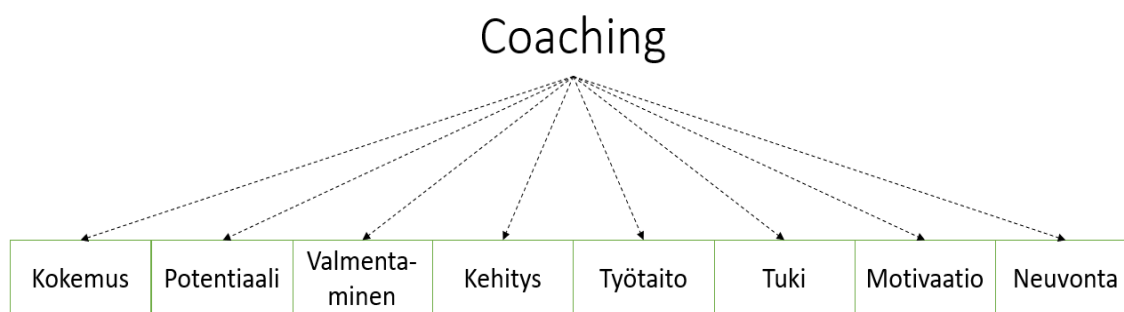 Coaching
Kokemus
Potentiaali
Valmenta-
minen
Kehitys
Työtaito
Tuki
Motivaatio
Neuvonta